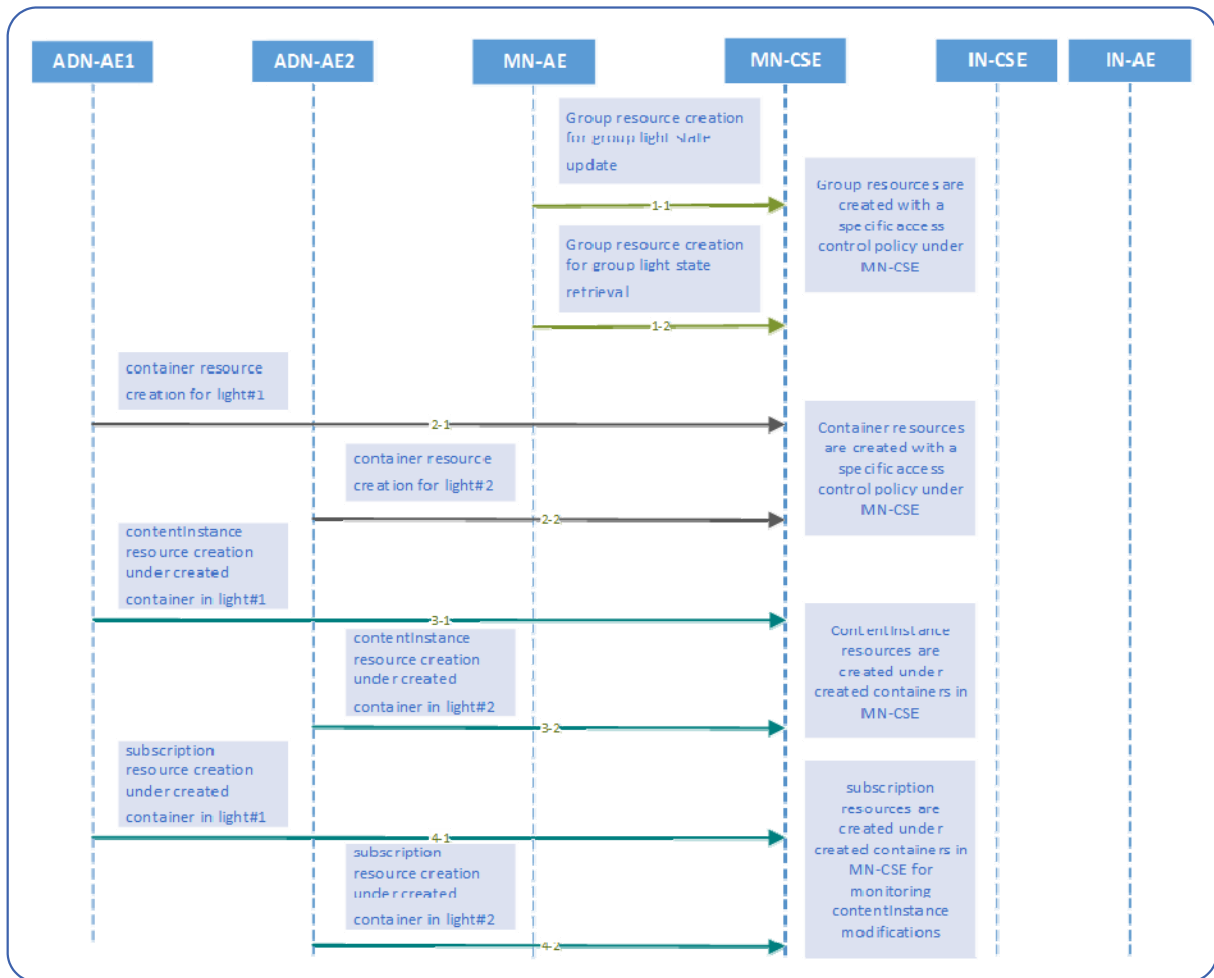 ADN-AE1
ADN-AE2
MN-AE
MN-CSE
IN-CSE
IN-AE
Group resource creation
for group light state
update
1-1
Group resources are
created with a
specific access
control policy under
MN-CSE
Group resource creation
for group light state
retrieval
1-2
container resource
creation for light#1
2-1
Container resources
are created with a
specific access
control policy under
MN-CSE
container resource
creation for light#2
2-2
contentInstance
resource creation
under created
container in light#1
3-1
ContentInstance
resources are
created under
created containers in
MN-CSE
contentInstance
resource creation
under created
container in light#2
3-2
subscription
resource creation
under created
container in light#1
4-1
subscription
resources are
created under
created containers in
MN-CSE for
monitoring
contentInstance
modifications
subscription
resource creation
under created
container in light#2
4-2